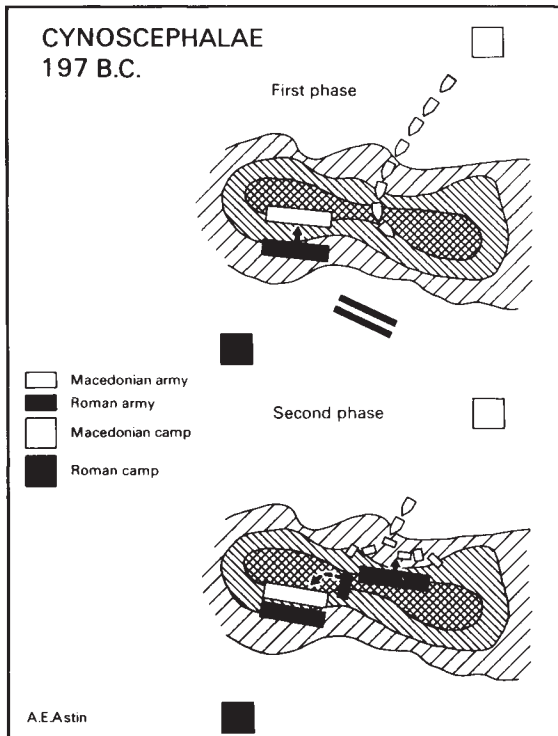 CYNOSCEPHALAE
197 B.C.
First phase
Macedonian army
Roman army
Macedonian camp
Roman camp
Second phase
A.E.Astin